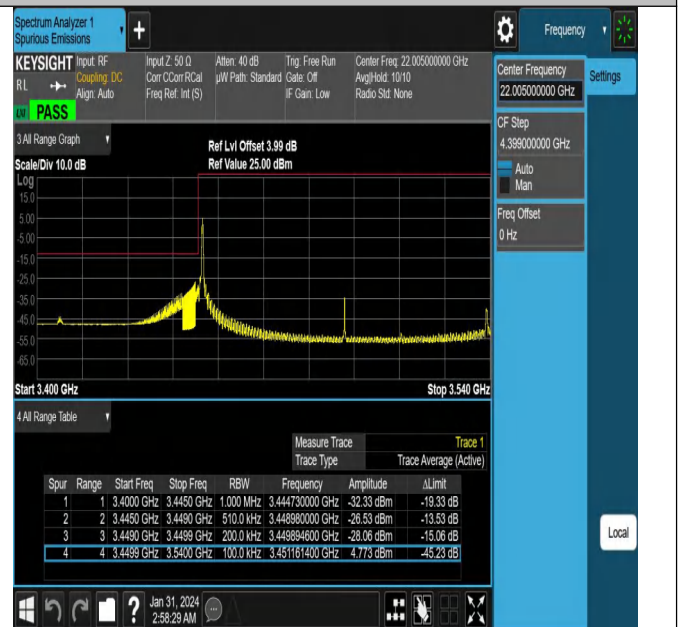 Spectrum Analyzer 1
Spurious Emissions
+
Frequency
KEYSIGHT
RL
PASS
Input: RF
Coupling: DC
Align: Auto
Input Z: 50 Ω
Corr CCorr RCal
Freq Ref: Int (S)
Atten: 40 dB
µW Path: Standard
Trig: Free Run
Gate: Off
IF Gain: Low
Center Freq: 22.005000000 GHz
Avg|Hold: 10/10
Radio Std: None
Center Frequency
22.005000000 GHz
Settings
CF Step
4.399000000 GHz
Auto
Man
Freq Offset
0 Hz
3 All Range Graph
Scale/Div 10.0 dB
Ref Lvl Offset 3.99 dB
Ref Value 25.00 dBm
Log
15.0
5.00
-5.00
-15.0
-25.0
-35.0
-45.0
-55.0
-65.0
Start 3.400 GHz
Stop 3.540 GHz
4 All Range Table
Measure Trace Trace 1
Trace Type Trace Average (Active)
Spur Range Start Freq Stop Freq RBW Frequency Amplitude ΔLimit
1 1 3.4000 GHz 3.4450 GHz 1.000 MHz 3.444730000 GHz -32.33 dBm -19.33 dB
2 2 3.4450 GHz 3.4490 GHz 510.0 kHz 3.448980000 GHz -26.53 dBm -13.53 dB
3 3 3.4490 GHz 3.4499 GHz 200.0 kHz 3.449894600 GHz -28.06 dBm -15.06 dB
4 4 3.4499 GHz 3.5400 GHz 100.0 kHz 3.451161400 GHz 4.773 dBm -45.23 dB
Local
?
Jan 31, 2024
2:58:29 AM